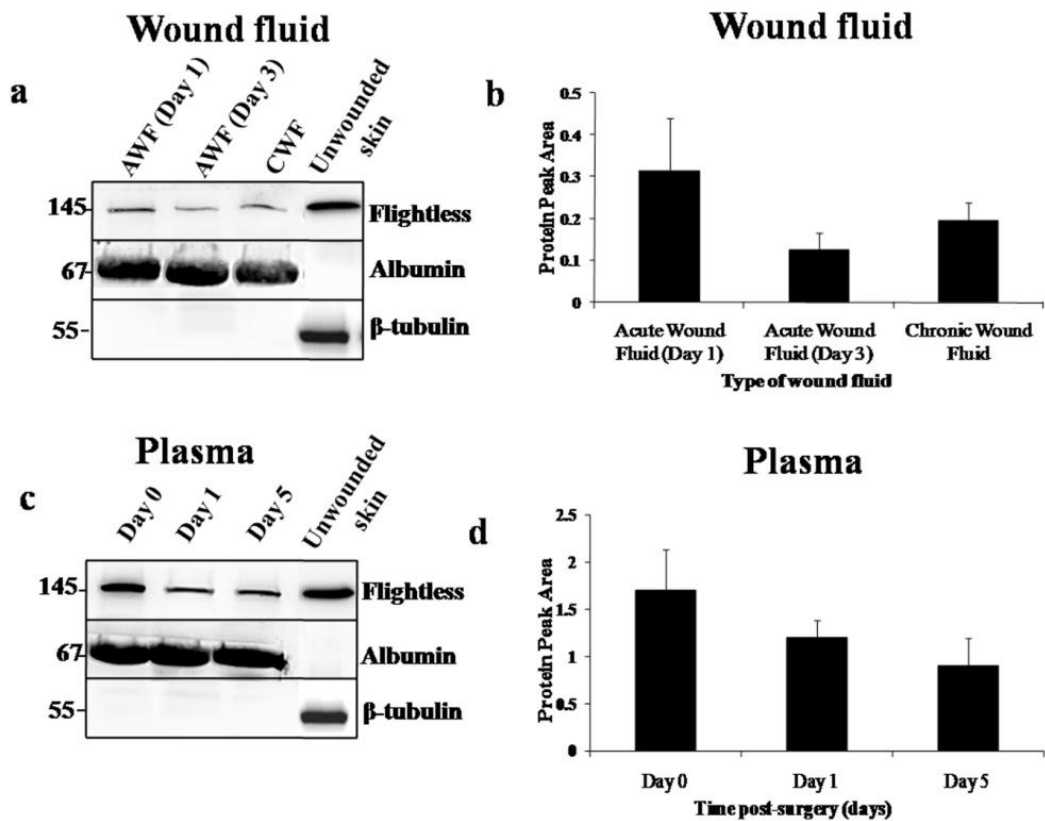 Wound fluid
a
AWF (Day 1)
AWF (Day 3)
CWF
Unwounded
skin
145
Flightless
67
Albumin
55
β-tubulin
Wound fluid
b
Protein Peak Area
0.5
0.4
0.3
0.2
0.1
0
Acute Wound
Fluid (Day 1)
Acute Wound
Fluid (Day 3)
Chronic Wound
Fluid
Type of wound fluid
Plasma
c
Day 0
Day 1
Day 5
Unwounded
skin
145
Flightless
67
Albumin
55
β-tubulin
Plasma
d
Protein Peak Area
2.5
2
1.5
1
0.5
0
Day 0
Day 1
Day 5
Time post-surgery (days)